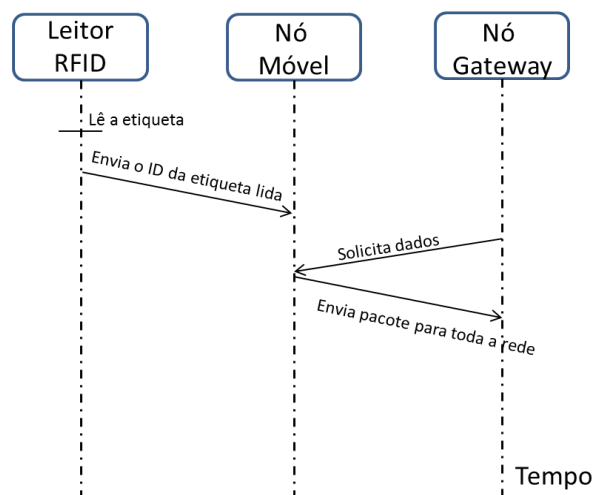 Leitor
RFID
Nó
Móvel
Nó
Gateway
Lê a etiqueta
Envia o ID da etiqueta lida
Solicita dados
Envia pacote para toda a rede
Tempo